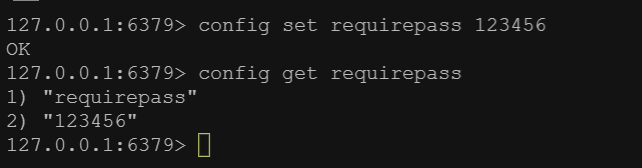 127.0.0.1:6379> config set requirepass 123456
OK
127.0.0.1:6379> config get requirepass
1) "requirepass"
2) "123456"
127.0.0.1:6379>